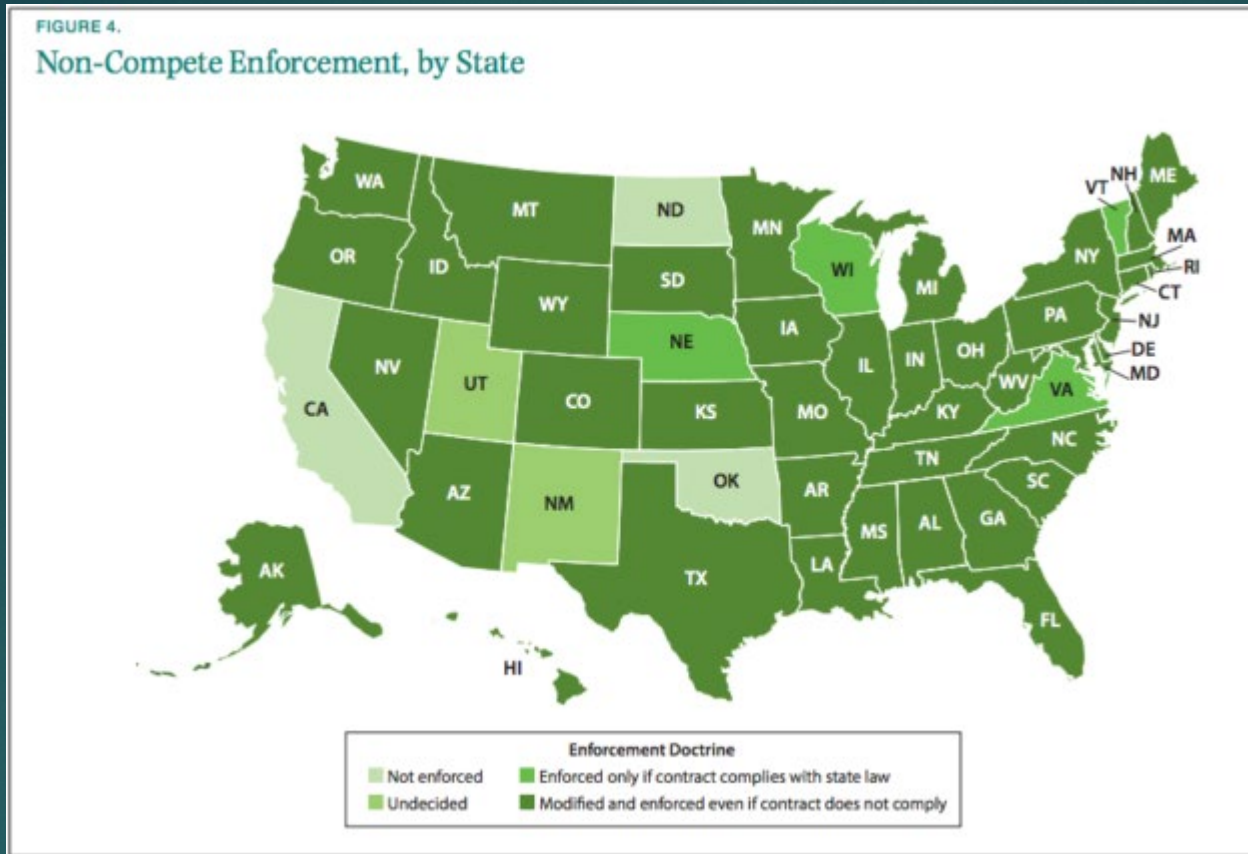 FIGURE 4.
Non-Compete Enforcement, by State
WA
MT
ND
MN
VT
NH
ME
OR
ID
WY
SD
WI
MI
NY
MA
RI
CT
NV
UT
CO
NE
IA
IL
IN
OH
PA
NJ
DE
MD
CA
AZ
NM
KS
MO
KY
WV
VA
OK
AR
TN
NC
SC
TX
LA
MS
AL
GA
FL
AK
HI
Enforcement Doctrine
Not enforced
Enforced only if contract complies with state law
Undecided
Modified and enforced even if contract does not comply